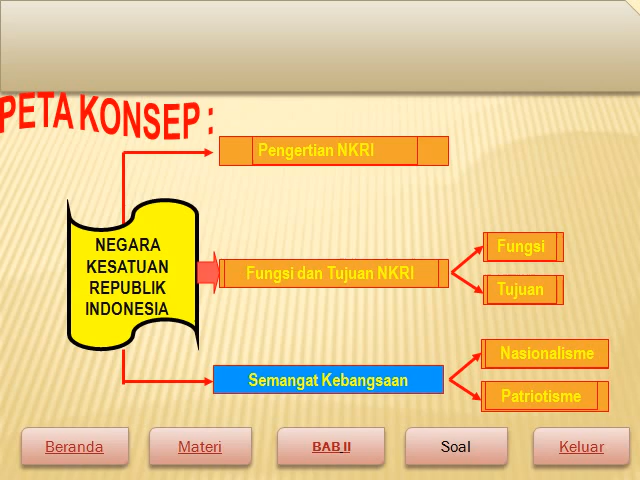 PETA KONSEP :
Pengertian NKRI
NEGARA
KESATUAN
REPUBLIK
INDONESIA
Fungsi dan Tujuan NKRI
Fungsi
Tujuan
Semangat Kebangsaan
Nasionalisme
Patriotisme
Beranda
Materi
BAB II
Soal
Keluar